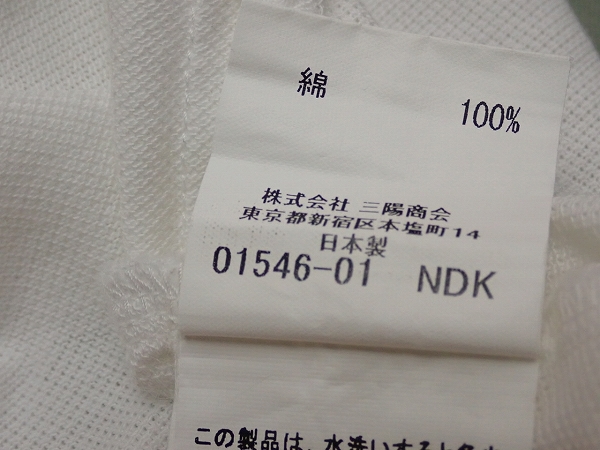 綿 100%
株式会社 三陽商会
東京都新宿区本塩町14
日本製
01546-01 NDK
この製品は、水洗いすると